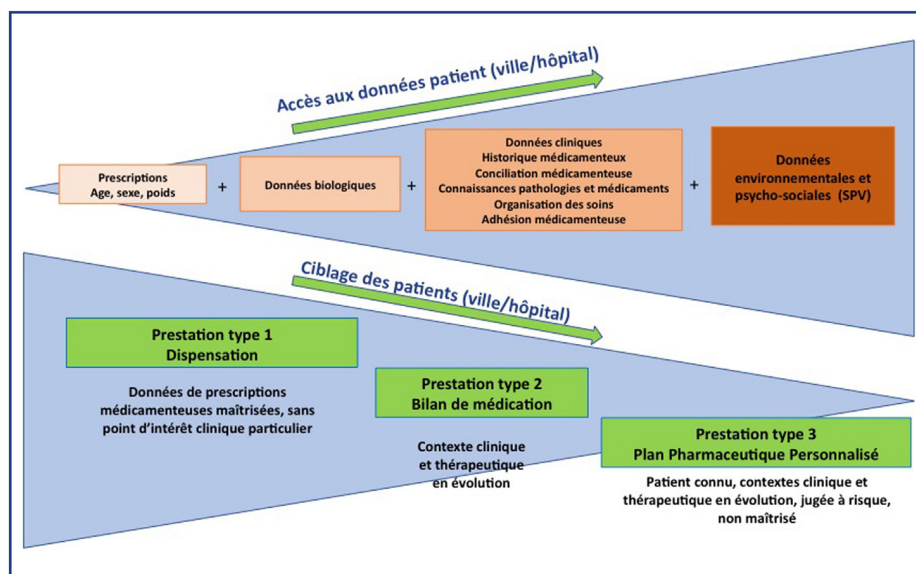 Accès aux données patient (ville/hôpital)
Prescriptions
Age, sexe, poids
+
Données biologiques
+
Données cliniques
Historique médicamenteux
Conciliation médicamenteuse
Connaissances pathologies et médicaments
Organisation des soins
Adhésion médicamenteuse
+
Données
environnementales et
psycho-sociales (SPV)
Ciblage des patients (ville/hôpital)
Prestation type 1
Dispensation
Données de prescriptions
médicamenteuses maîtrisées, sans
point d'intérêt clinique particulier
Prestation type 2
Bilan de médication
Contexte clinique
et thérapeutique
en évolution
Prestation type 3
Plan Pharmaceutique Personnalisé
Patient connu, contextes clinique et
thérapeutique en évolution, jugée à risque,
non maîtrisé